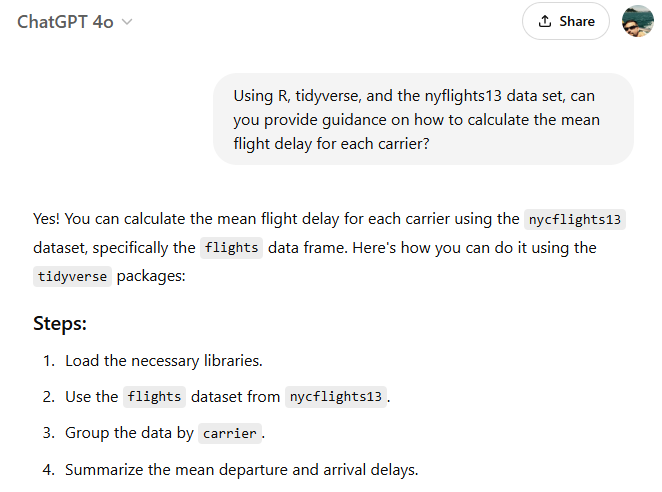 ChatGPT 4o
Share
Using R, tidyverse, and the nyflights13 data set, can
you provide guidance on how to calculate the mean
flight delay for each carrier?
Yes! You can calculate the mean flight delay for each carrier using the nycflights13
dataset, specifically the flights data frame. Here's how you can do it using the
tidyverse packages:
Steps:
1. Load the necessary libraries.
2. Use the flights dataset from nycflights13.
3. Group the data by carrier.
4. Summarize the mean departure and arrival delays.